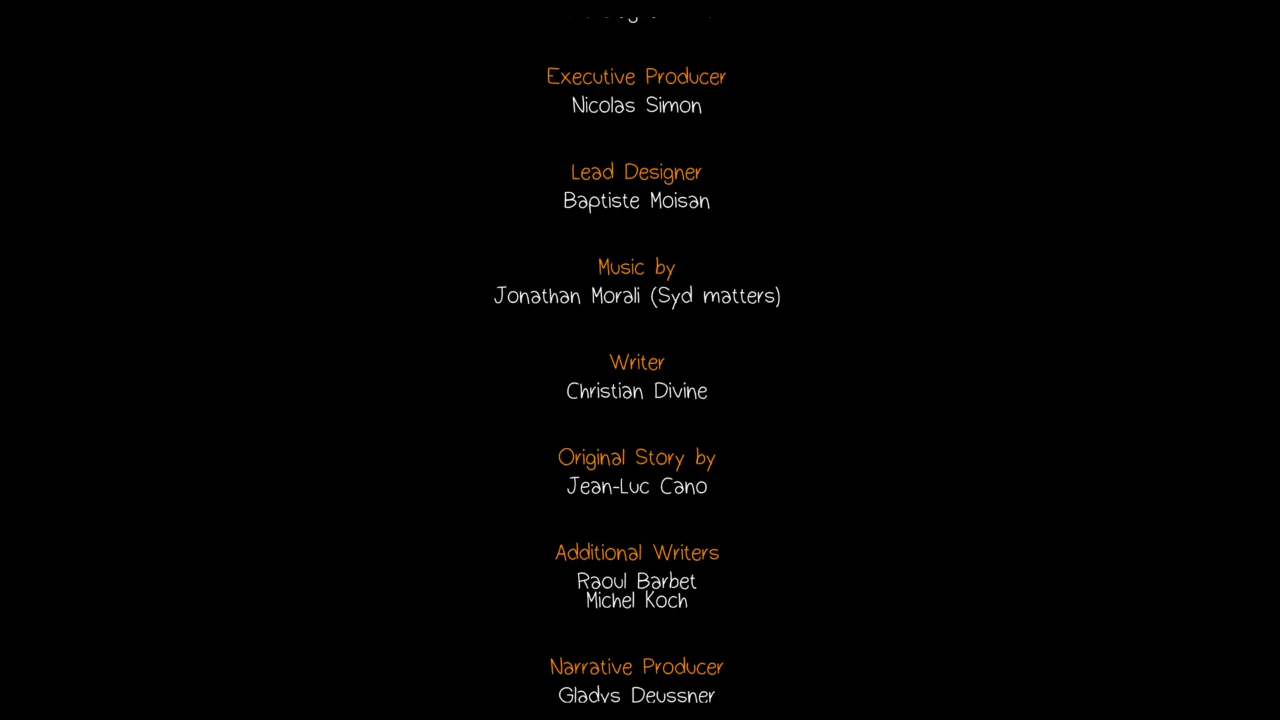 Executive Producer
Nicolas Simon
Lead Designer
Baptiste Moisan
Music by
Jonathan Morali (Syd matters)
Writer
Christian Divine
Original Story by
Jean-Luc Cano
Additional Writers
Raoul Barbet
Michel Koch
Narrative Producer
Gladys Deussner